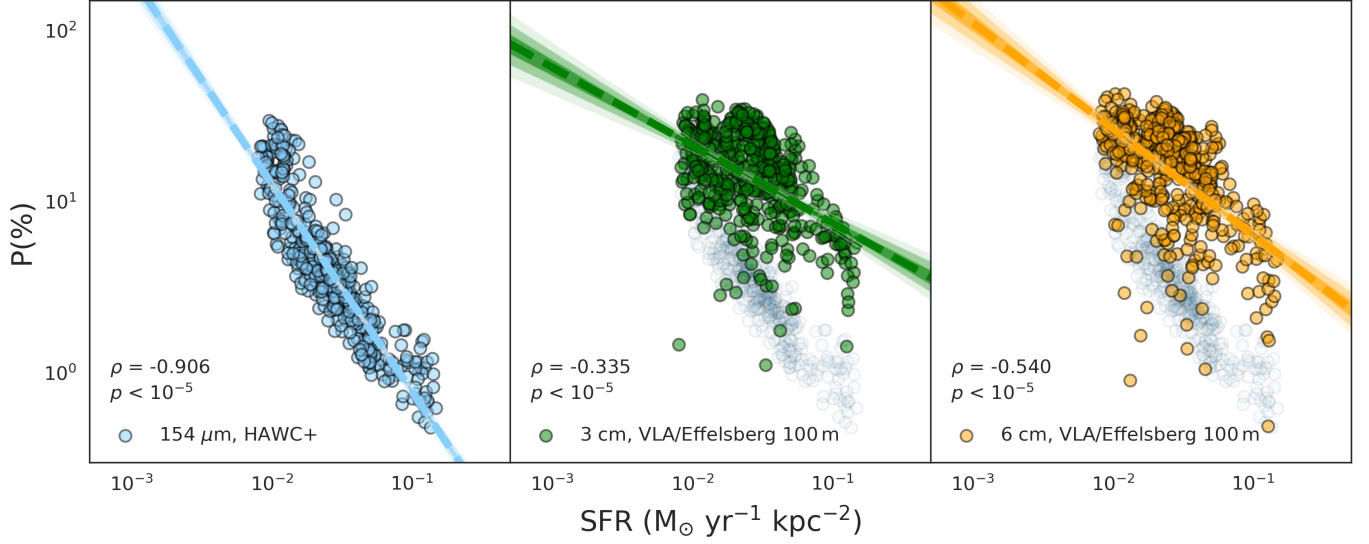 10²
10¹
10⁰
P(%)
ρ = -0.906
p < 10⁻⁵
154 μm, HAWC+
ρ = -0.335
p < 10⁻⁵
3 cm, VLA/Effelsberg 100 m
ρ = -0.540
p < 10⁻⁵
6 cm, VLA/Effelsberg 100 m
10⁻³ 10⁻² 10⁻¹ 10⁻³ 10⁻² 10⁻¹ 10⁻³ 10⁻² 10⁻¹
SFR (M☉ yr⁻¹ kpc⁻²)